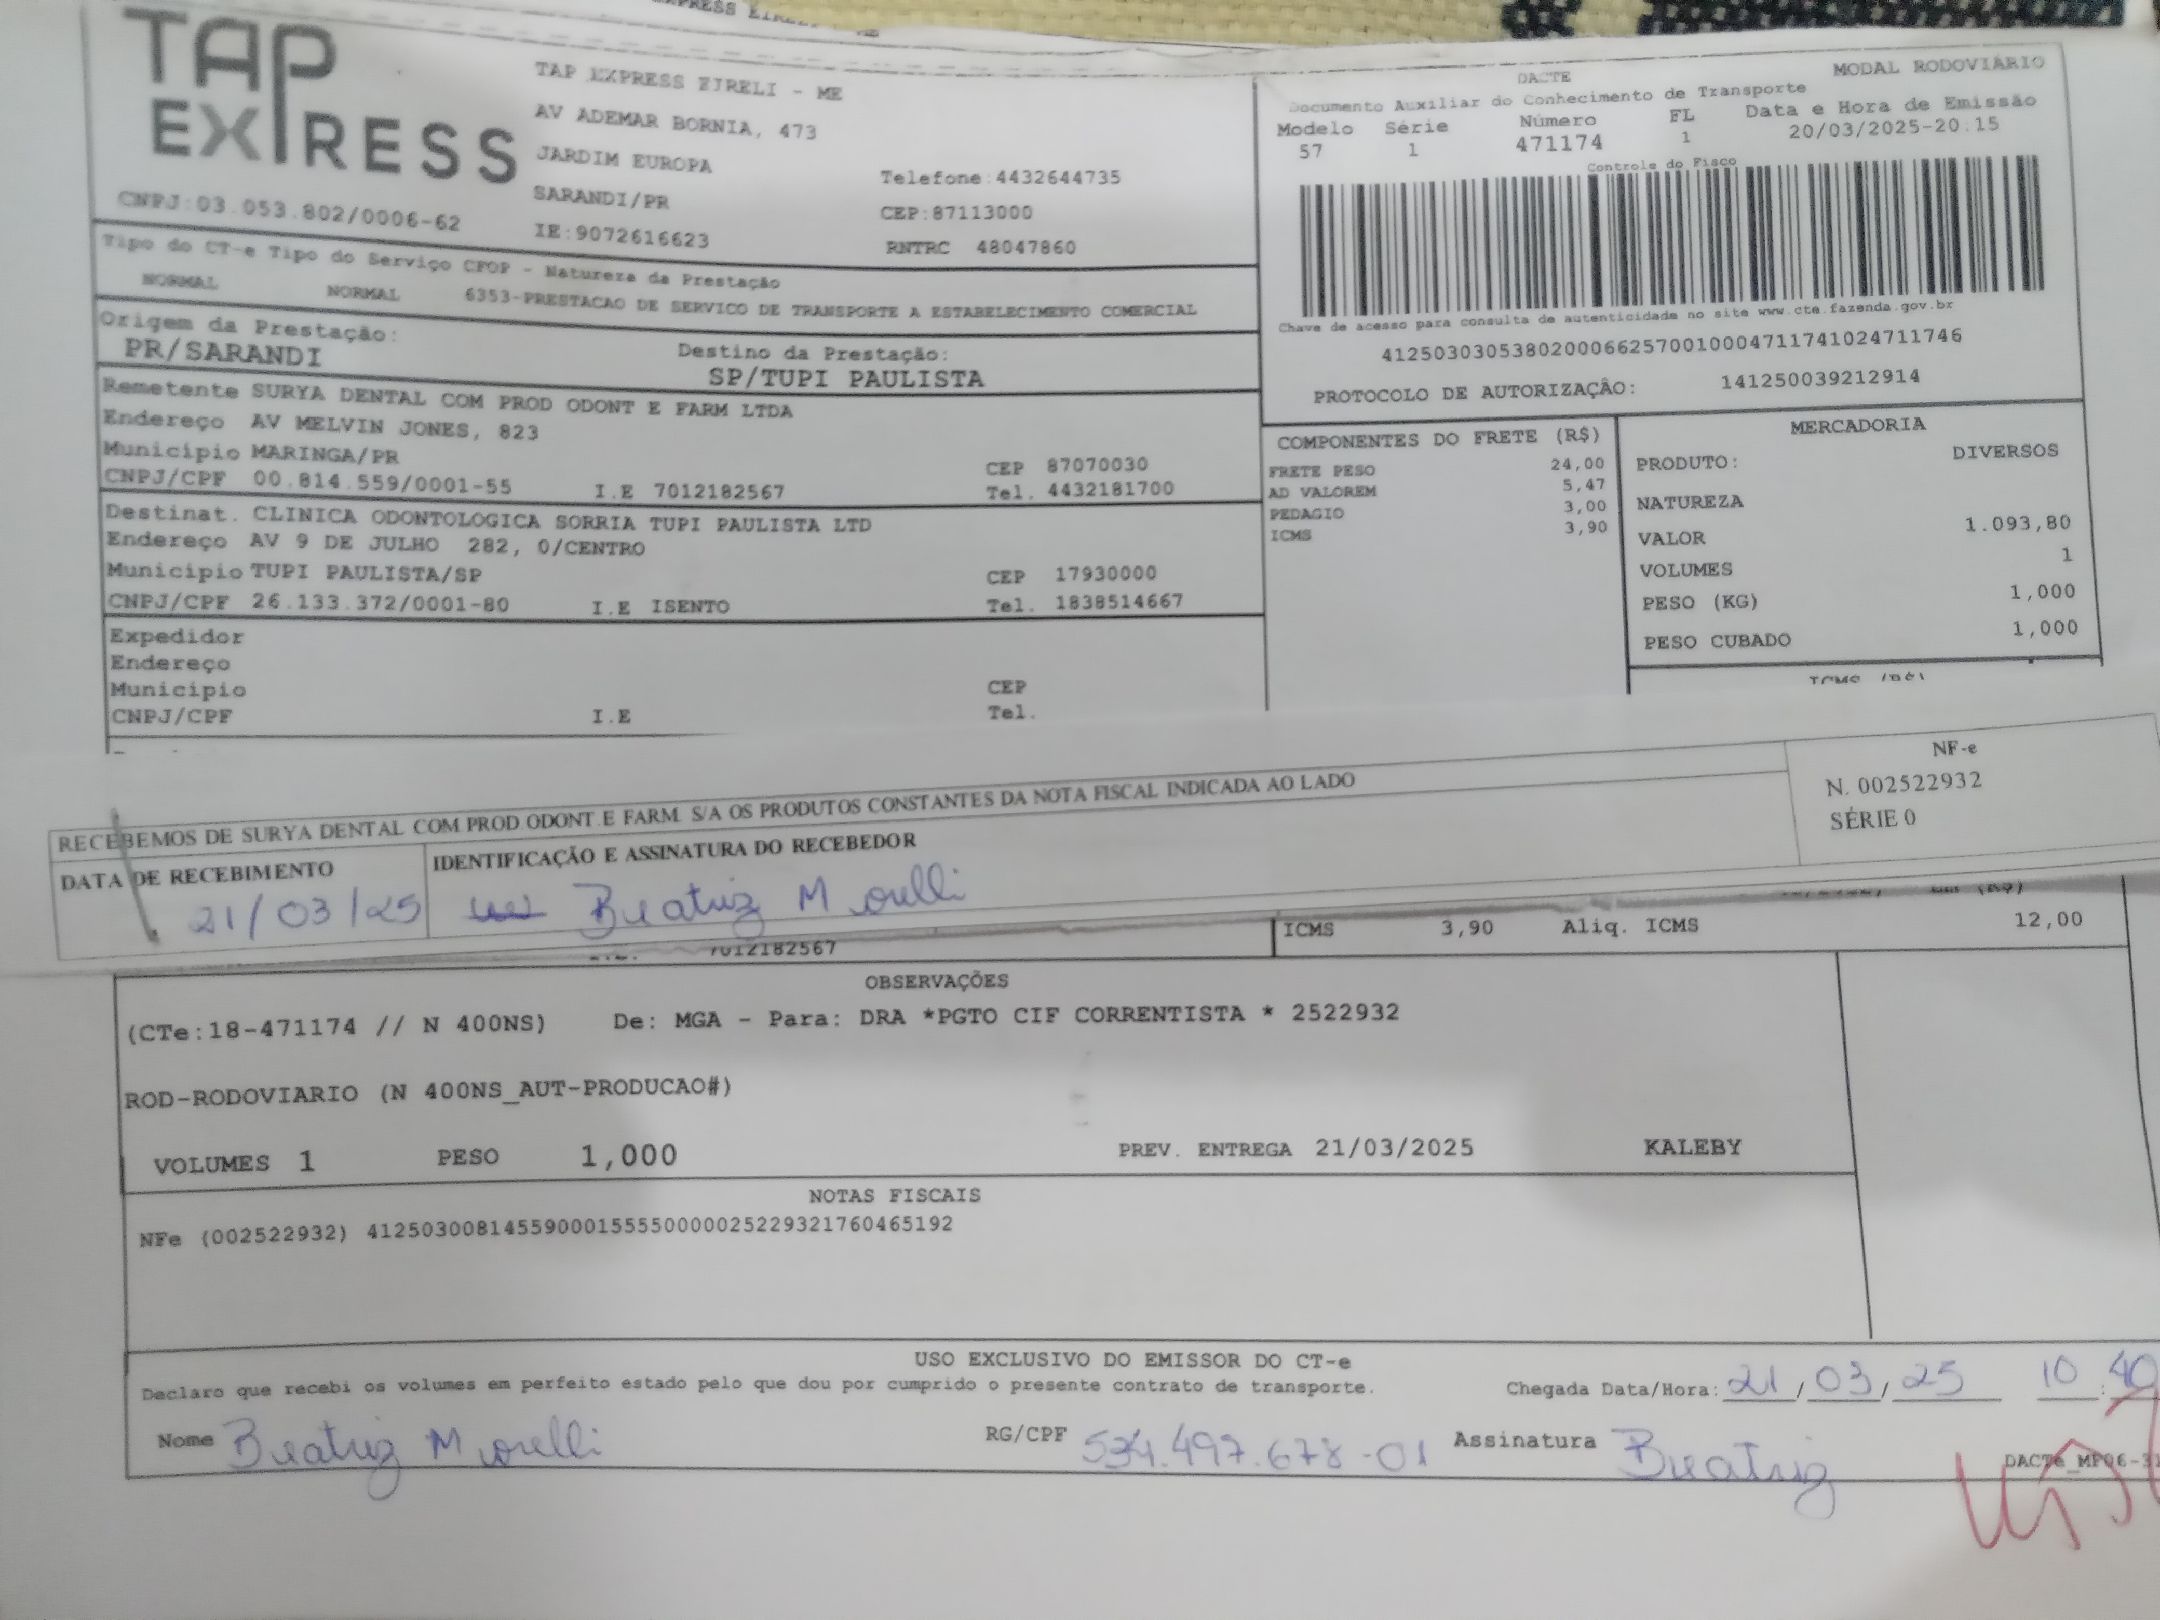 TAP
EXPRESS
CNPJ:03.053.802/0006-62
TAP EXPRESS EIRELI - ME
AV ADEMAR BORNIA, 473
JARDIM EUROPA
SARANDI/PR
IE:9072616623
Telefone:4432644735
CEP:87113000
RNTRC 48047860
DACTE MODAL RODOVIARIO
Documento Auxiliar do Conhecimento de Transporte
Modelo Série Número FL Data e Hora de Emissão
57 1 471174 1 20/03/2025-20:15
Controle do Fisco
Chave de acesso para consulta de autenticidade no site www.cte.fazenda.gov.br
41250303053802000662570010004711741024711746
PROTOCOLO DE AUTORIZAÇÃO: 141250039212914
Tipo do CT-e Tipo do Serviço CFOP - Natureza da Prestação
NORMAL NORMAL 6353-PRESTACAO DE SERVICO DE TRANSPORTE A ESTABELECIMENTO COMERCIAL
Origem da Prestação: Destino da Prestação:
PR/SARANDI SP/TUPI PAULISTA
Remetente SURYA DENTAL COM PROD ODONT E FARM LTDA
Endereço AV MELVIN JONES, 823
Municipio MARINGA/PR CEP 87070030
CNPJ/CPF 00.814.559/0001-55 I.E 7012182567 Tel. 4432181700
Destinat. CLINICA ODONTOLOGICA SORRIA TUPI PAULISTA LTD
Endereço AV 9 DE JULHO 282, 0/CENTRO
Municipio TUPI PAULISTA/SP CEP 17930000
CNPJ/CPF 26.133.372/0001-80 I.E ISENTO Tel. 1838514667
Expedidor
Endereço
Municipio CEP
CNPJ/CPF I.E Tel.
COMPONENTES DO FRETE (R$)
FRETE PESO 24,00
AD VALOREM 5,47
PEDAGIO 3,00
ICMS 3,90
MERCADORIA
PRODUTO: DIVERSOS
NATUREZA
VALOR 1.093,80
VOLUMES 1
PESO (KG) 1,000
PESO CUBADO 1,000
RECEBEMOS DE SURYA DENTAL COM PROD ODONT E FARM. S/A OS PRODUTOS CONSTANTES DA NOTA FISCAL INDICADA AO LADO
NF-e
N. 002522932
SÉRIE 0
DATA DE RECEBIMENTO IDENTIFICAÇÃO E ASSINATURA DO RECEBEDOR
21/03/25 Beatriz Morelli
7012182567
ICMS 3,90 Aliq. ICMS 12,00
OBSERVAÇÕES
(CTe:18-471174 // N 400NS) De: MGA - Para: DRA *PGTO CIF CORRENTISTA * 2522932
ROD-RODOVIARIO (N 400NS_AUT-PRODUCAO#)
VOLUMES 1 PESO 1,000 PREV. ENTREGA 21/03/2025 KALEBY
NOTAS FISCAIS
NFe (002522932) 41250300814559000155550000025229321760465192
USO EXCLUSIVO DO EMISSOR DO CT-e
Declaro que recebi os volumes em perfeito estado pelo que dou por cumprido o presente contrato de transporte.
Chegada Data/Hora: 21/03/25 10:40
Nome Beatriz Morelli RG/CPF 534.497.678-01 Assinatura Beatriz